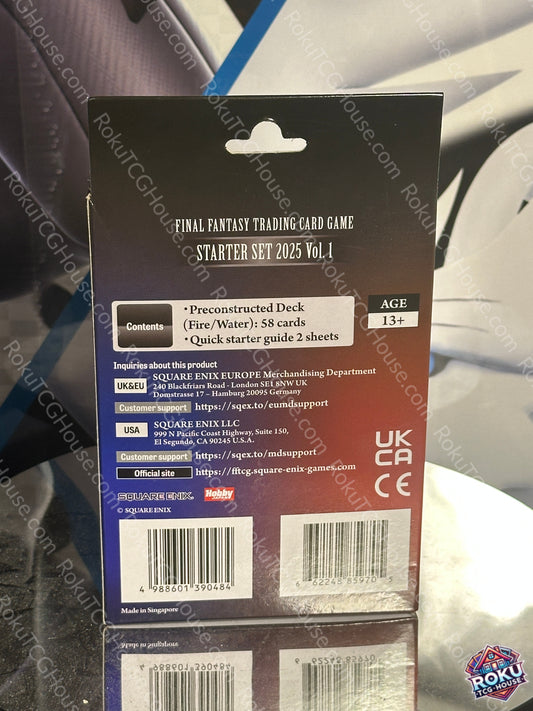 FINAL FANTASY TRADING CARD GAME
STARTER SET 2025 Vol. 1
Contents
・Preconstructed Deck
(Fire/Water): 58 cards
・Quick starter guide 2 sheets
AGE
13+
Inquiries about this product
UK&EU
SQUARE ENIX EUROPE Merchandising Department
240 Blackfriars Road - London SE1 8NW UK
Domstrasse 17 – Hamburg 20095 Germany
Customer support https://sqex.to/eumdsupport
USA
SQUARE ENIX LLC
999 N Pacific Coast Highway, Suite 150,
El Segundo, CA 90245 U.S.A.
Customer support https://sqex.to/mdsupport
Official site https://fftcg.square-enix-games.com
UK
CA
CE
SQUARE ENIX.
Hobby
JAPAN
SQUARE ENIX
4 988601 390484
6 62248 85970 5
Made in Singapore
RokuTCGHouse.com
ROKU
TCG-HOUSE